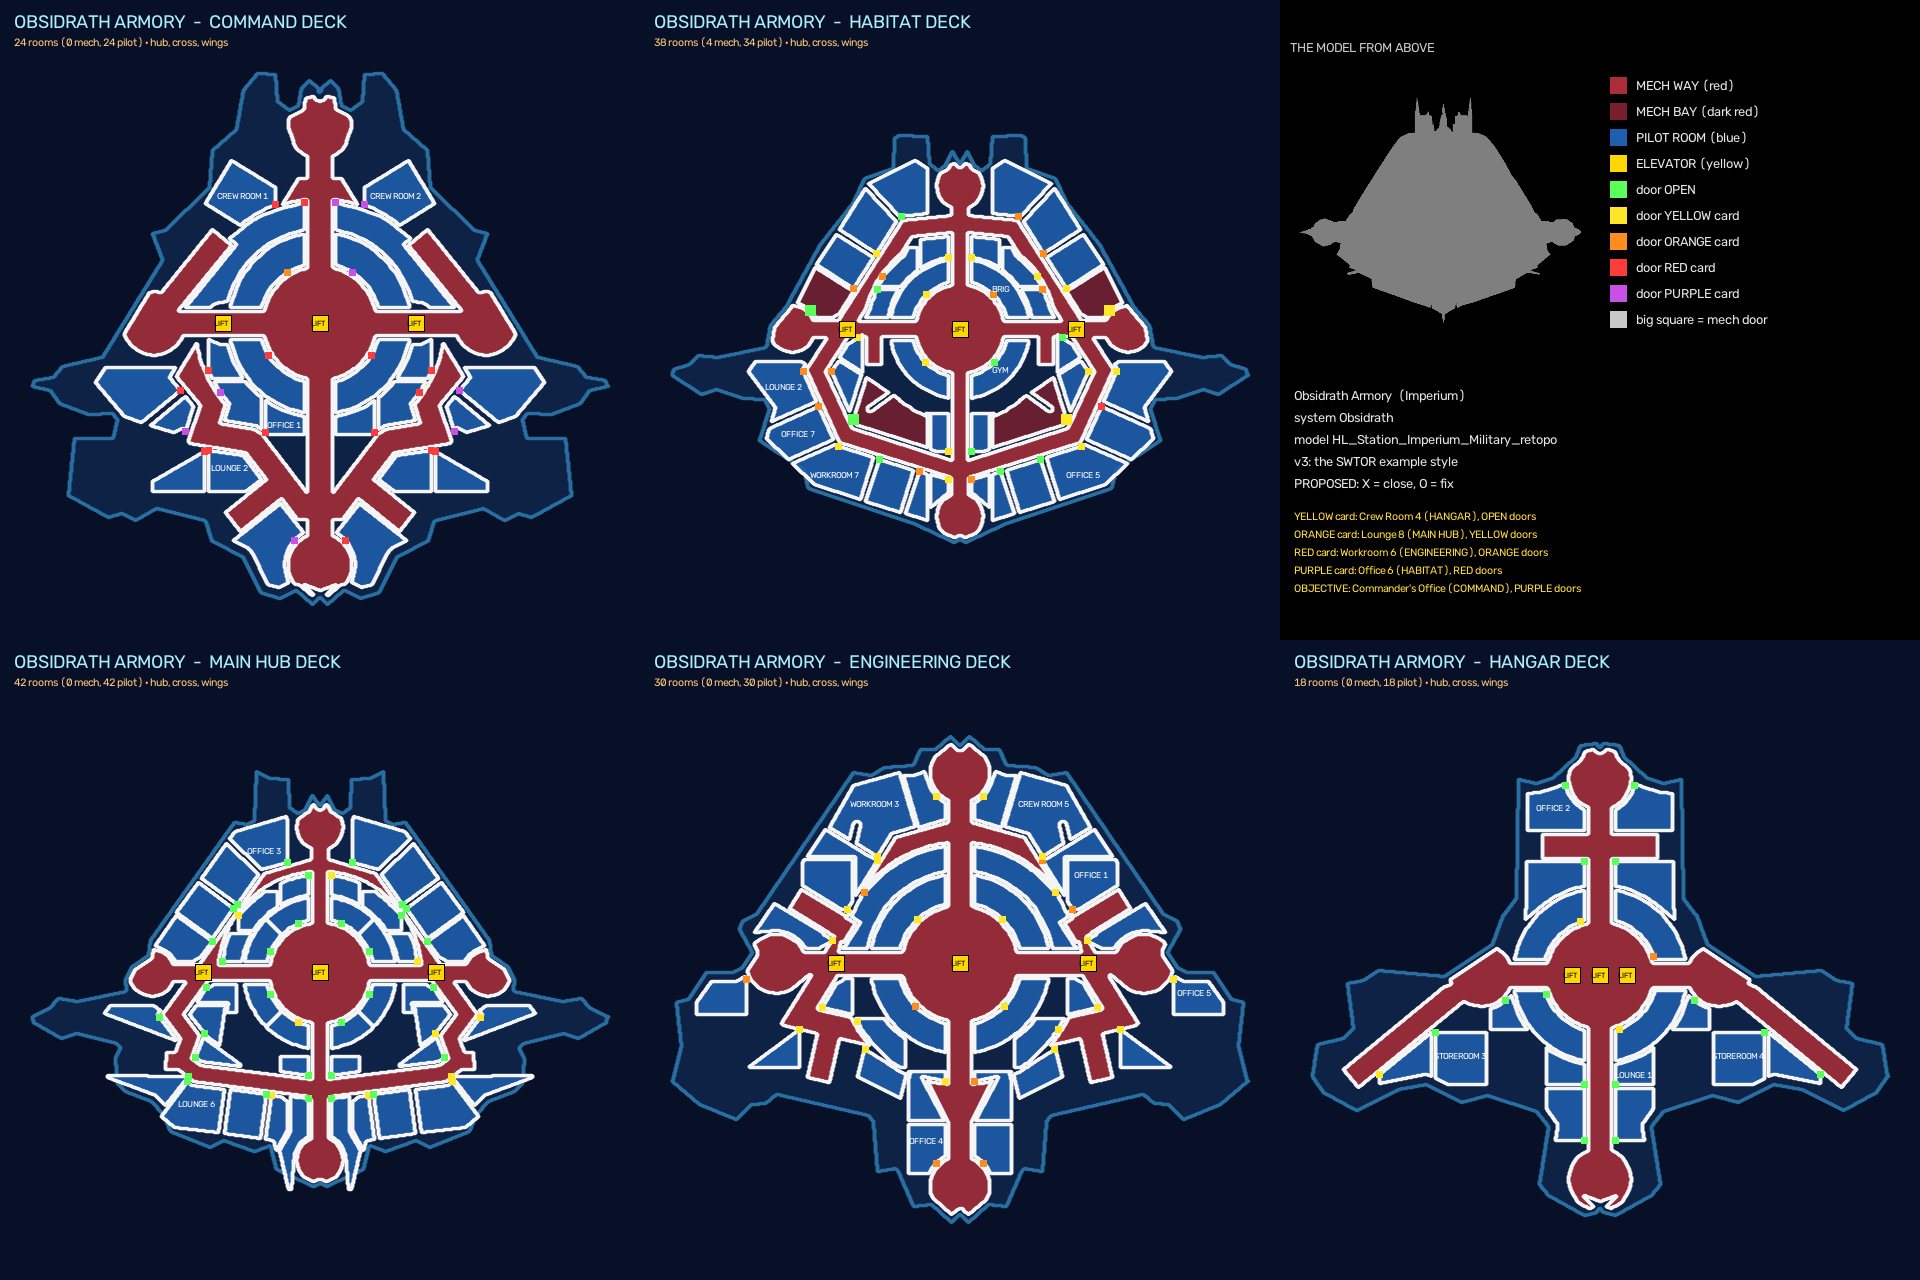 OBSIDRATH ARMORY - COMMAND DECK
24 rooms (0 mech, 24 pilot) • hub, cross, wings
CREW ROOM 1
CREW ROOM 2
LIFT
LIFT
LIFT
OFFICE 1
LOUNGE 2
OBSIDRATH ARMORY - HABITAT DECK
38 rooms (4 mech, 34 pilot) • hub, cross, wings
BRIG
LIFT
LIFT
LIFT
GYM
LOUNGE 2
OFFICE 7
WORKROOM 7
OFFICE 5
THE MODEL FROM ABOVE
MECH WAY (red)
MECH BAY (dark red)
PILOT ROOM (blue)
ELEVATOR (yellow)
door OPEN
door YELLOW card
door ORANGE card
door RED card
door PURPLE card
big square = mech door
Obsidrath Armory (Imperium)
system Obsidrath
model HL_Station_Imperium_Military_retopo
v3: the SWTOR example style
PROPOSED: X = close, O = fix
YELLOW card: Crew Room 4 (HANGAR), OPEN doors
ORANGE card: Lounge 8 (MAIN HUB), YELLOW doors
RED card: Workroom 6 (ENGINEERING), ORANGE doors
PURPLE card: Office 6 (HABITAT), RED doors
OBJECTIVE: Commander's Office (COMMAND), PURPLE doors
OBSIDRATH ARMORY - MAIN HUB DECK
42 rooms (0 mech, 42 pilot) • hub, cross, wings
OFFICE 3
LIFT
LIFT
LIFT
LOUNGE 6
OBSIDRATH ARMORY - ENGINEERING DECK
30 rooms (0 mech, 30 pilot) • hub, cross, wings
WORKROOM 3
CREW ROOM 5
OFFICE 1
LIFT
LIFT
LIFT
OFFICE 5
OFFICE 4
OBSIDRATH ARMORY - HANGAR DECK
18 rooms (0 mech, 18 pilot) • hub, cross, wings
OFFICE 2
LIFT
LIFT
LIFT
STOREROOM 3
STOREROOM 4
LOUNGE 1